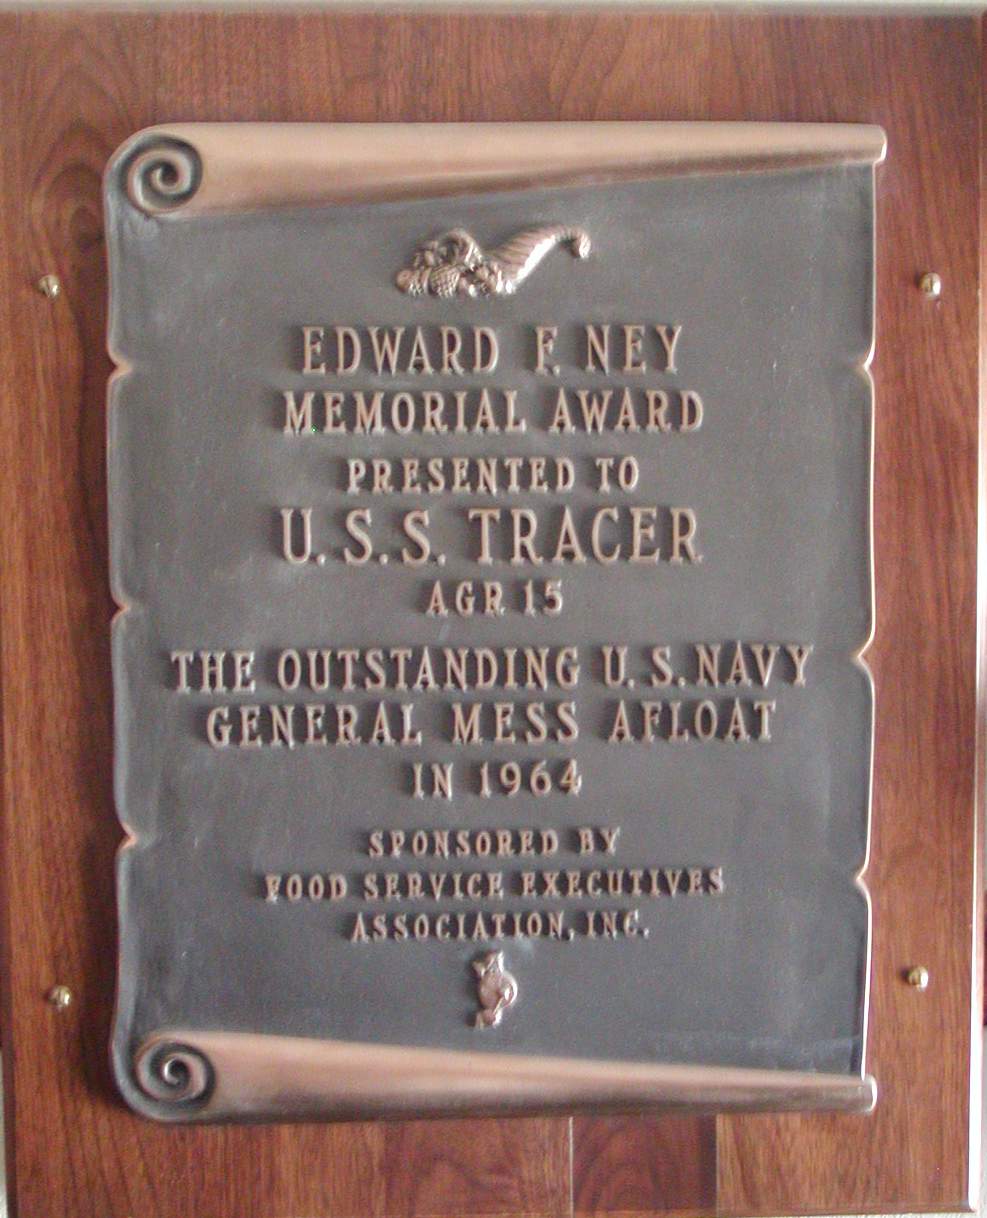 EDWARD F. NEY
MEMORIAL AWARD
PRESENTED TO
U.S.S. TRACER
AGR 15
THE OUTSTANDING U.S. NAVY
GENERAL MESS AFLOAT
IN 1964
SPONSORED BY
FOOD SERVICE EXECUTIVES
ASSOCIATION, INC.